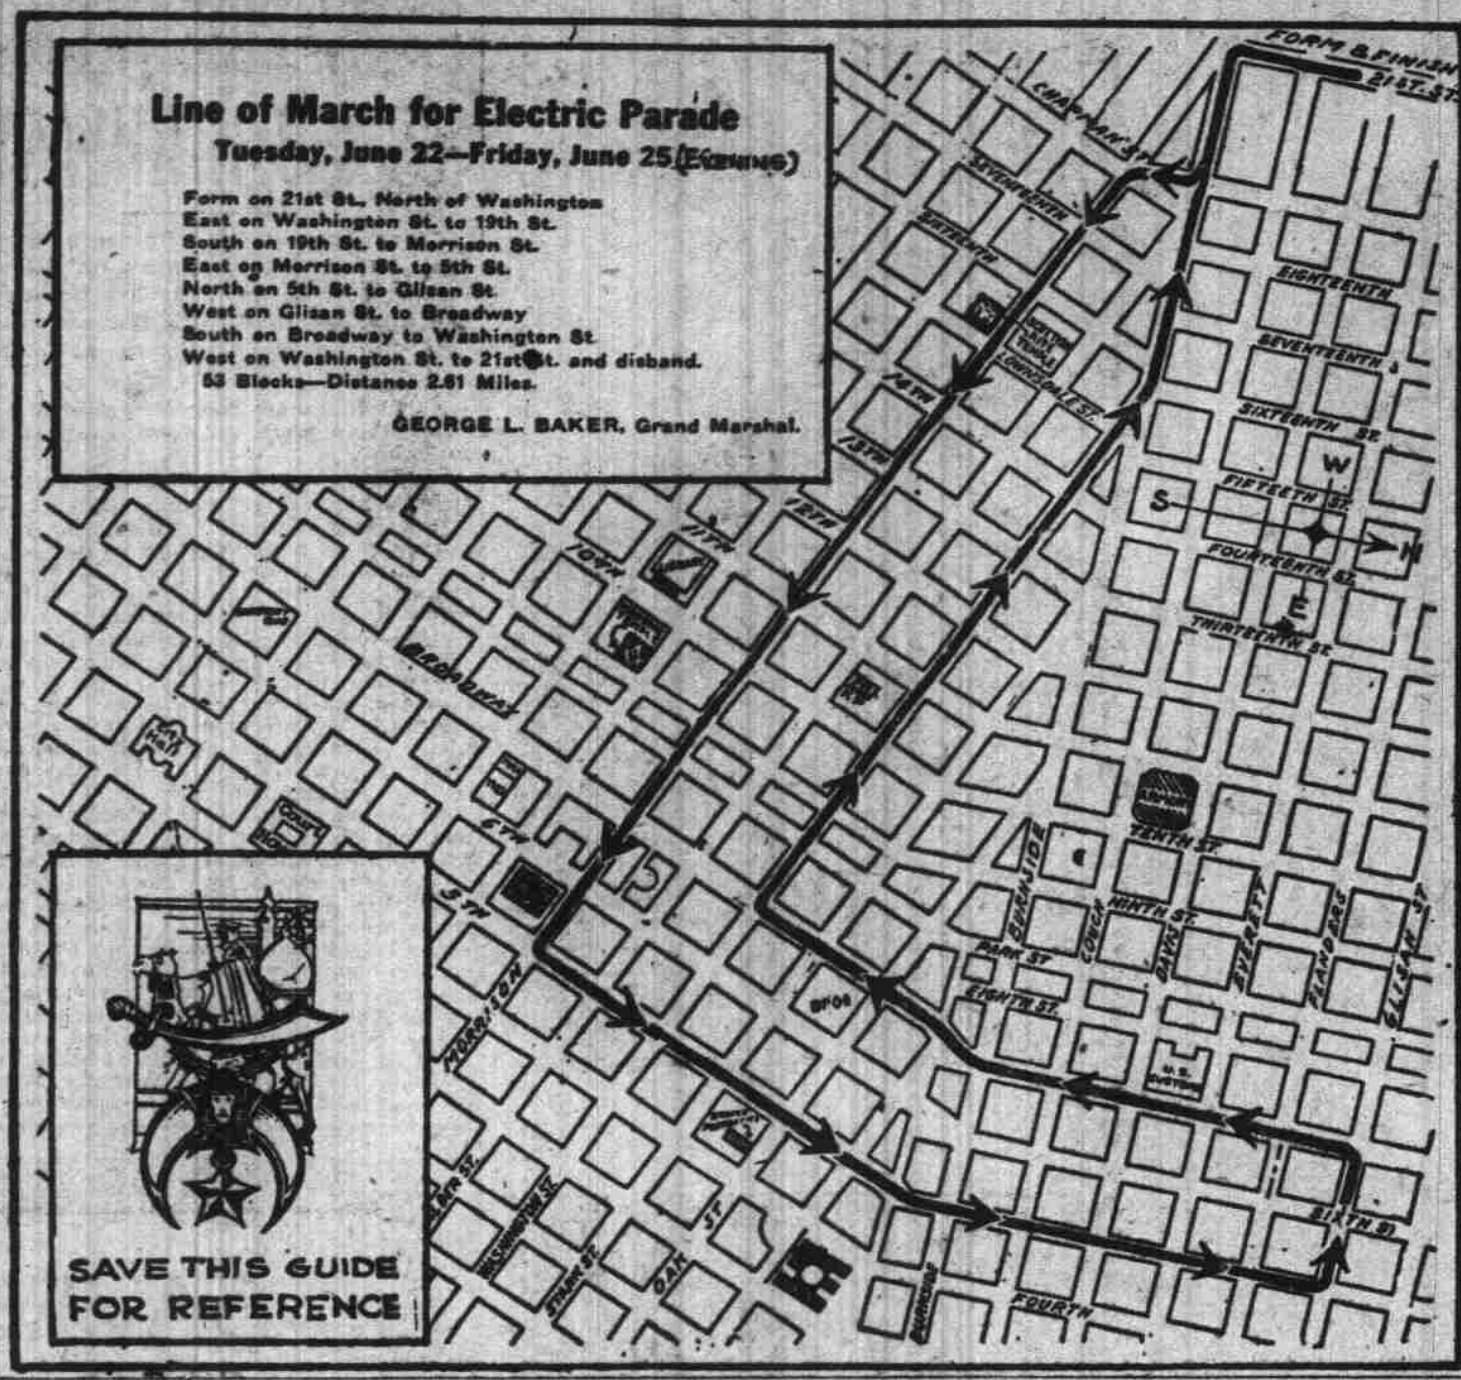 Line of March for Electric Parade
Tuesday, June 22—Friday, June 25 (EVENING)
Form on 21st St., North of Washington
East on Washington St. to 19th St.
South on 19th St. to Morrison St.
East on Morrison St. to 5th St.
North on 5th St. to Glisan St.
West on Glisan St. to Broadway
South on Broadway to Washington St.
West on Washington St. to 21st St. and disband.
53 Blocks—Distance 2.61 Miles.
GEORGE L. BAKER, Grand Marshal.
FORM & FINISH
21ST. ST.
CHAPMAN ST
SEVENTEENTH
SIXTEENTH
LOWNSDALE ST.
14TH
13TH
12TH
11TH
10TH
BROADWAY
6TH
5TH
City Hall
Court
MORRISON
WASHINGTON ST.
STARK ST.
OAK
ST
BURNSIDE
FOURTH
SIXTH ST
EIGHTEENTH
SEVENTEENTH
SIXTEENTH ST.
FIFTEETH ST.
FOURTEENTH ST.
THIRTEENTH ST.
TENTH ST
NINTH ST.
PARK ST
EIGHTH ST.
BURNSIDE
COUCH
DAVIS
EVERETT
FLANDERS
GLISAN ST
U.S.
CUSTOMS
W
S
N
E
SAVE THIS GUIDE
FOR REFERENCE